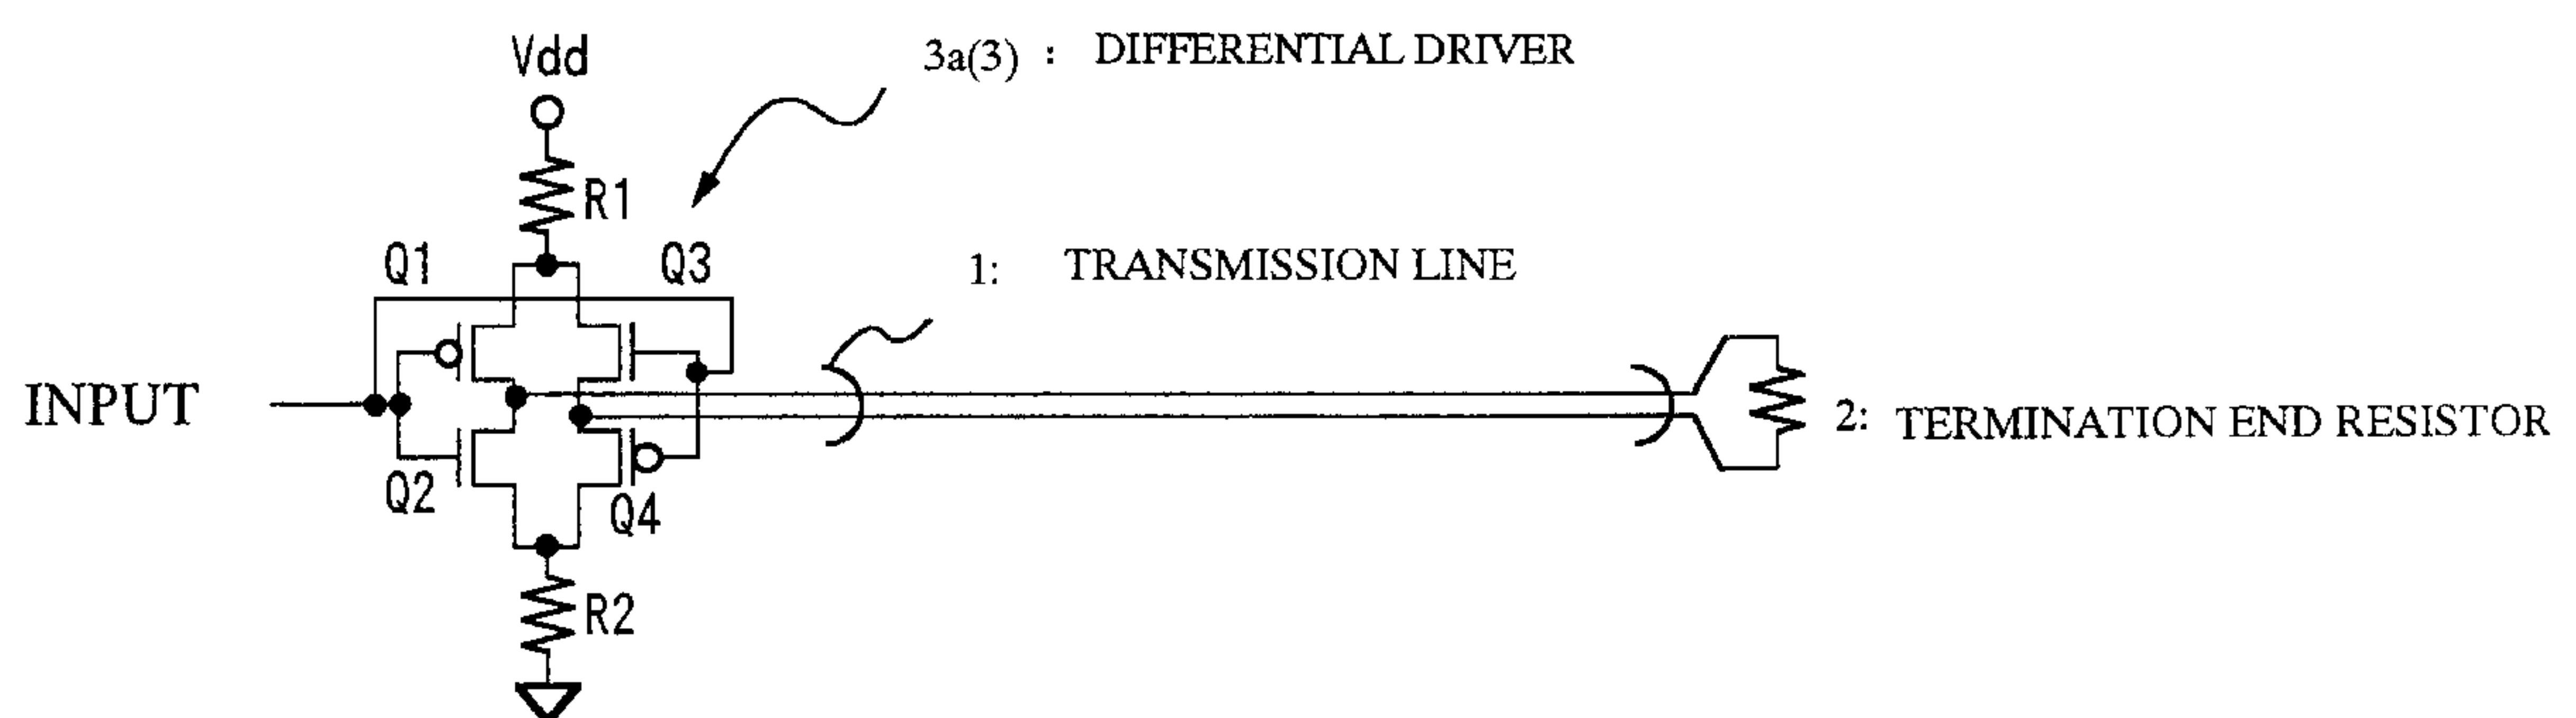 Vdd
3a(3) : DIFFERENTIAL DRIVER
R1
Q1
Q3
1: TRANSMISSION LINE
INPUT
2: TERMINATION END RESISTOR
Q2
Q4
R2